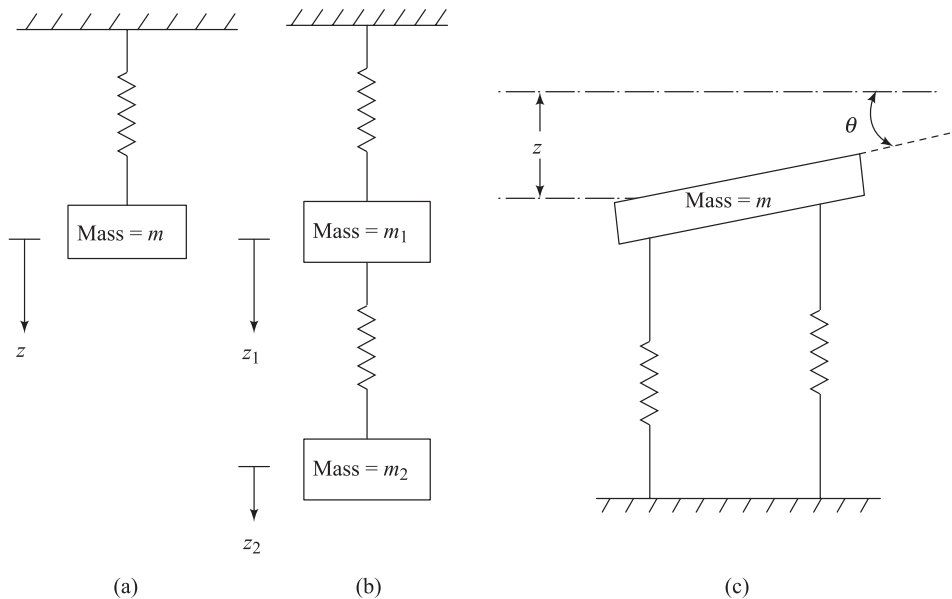 Mass = m
z
(a)
Mass = m₁
z₁
Mass = m₂
z₂
(b)
z
θ
Mass = m
(c)